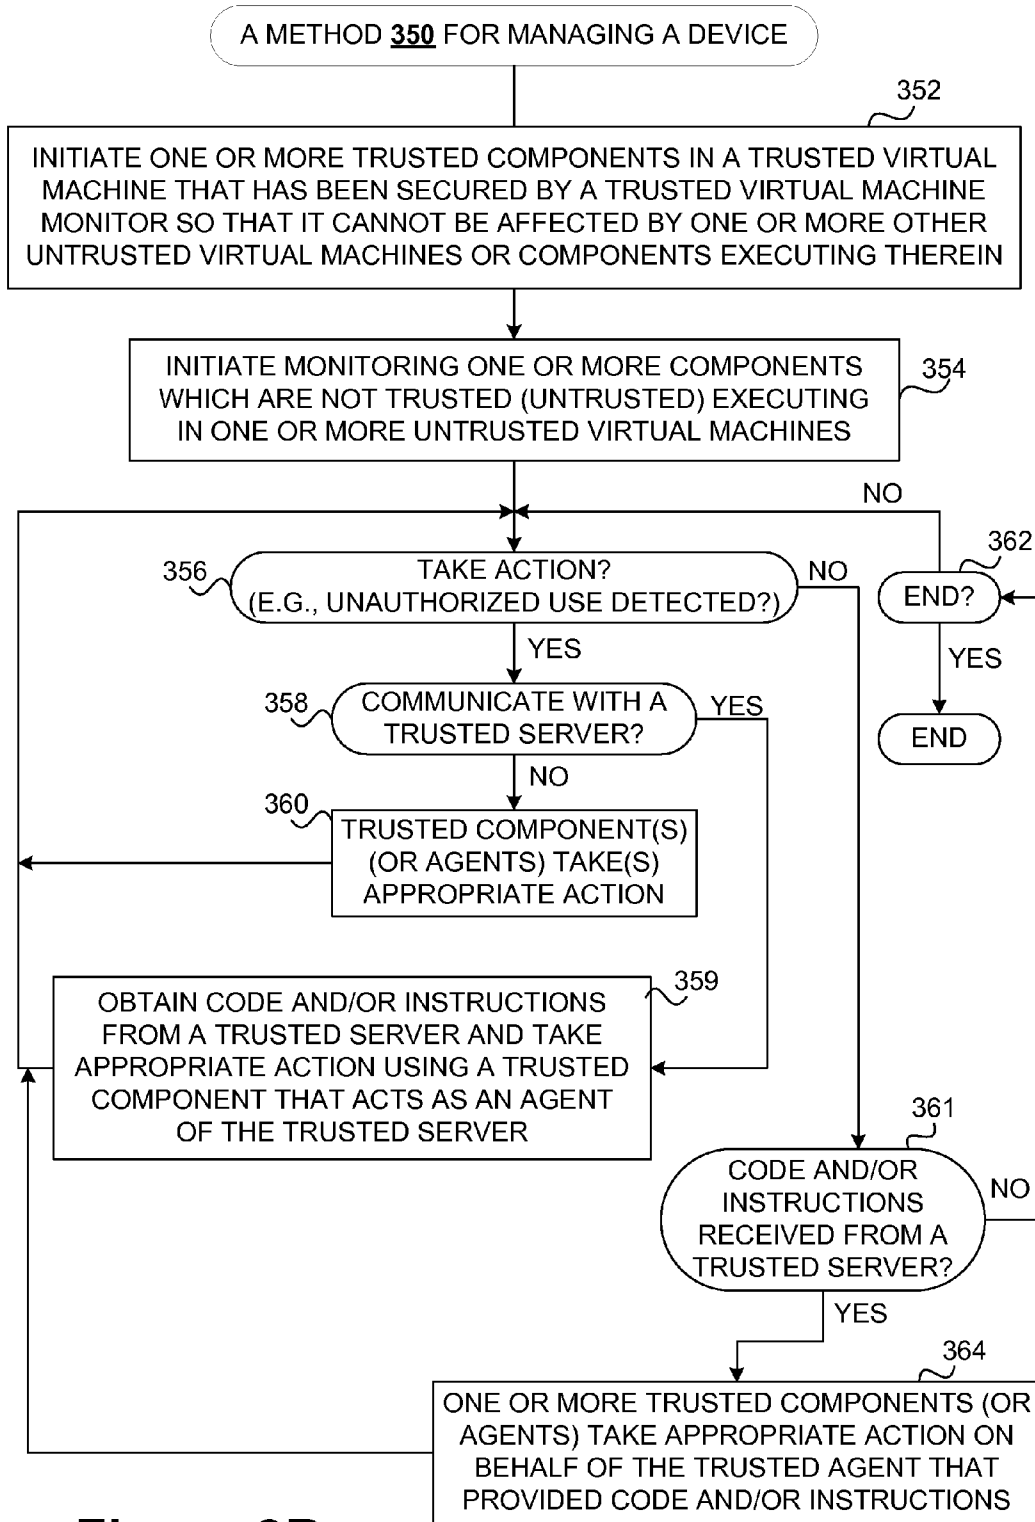 A METHOD 350 FOR MANAGING A DEVICE
352
INITIATE ONE OR MORE TRUSTED COMPONENTS IN A TRUSTED VIRTUAL
MACHINE THAT HAS BEEN SECURED BY A TRUSTED VIRTUAL MACHINE
MONITOR SO THAT IT CANNOT BE AFFECTED BY ONE OR MORE OTHER
UNTRUSTED VIRTUAL MACHINES OR COMPONENTS EXECUTING THEREIN
INITIATE MONITORING ONE OR MORE COMPONENTS
WHICH ARE NOT TRUSTED (UNTRUSTED) EXECUTING
IN ONE OR MORE UNTRUSTED VIRTUAL MACHINES
354
NO
362
356
TAKE ACTION?
(E.G., UNAUTHORIZED USE DETECTED?)
NO
END?
YES
YES
358
COMMUNICATE WITH A
TRUSTED SERVER?
YES
END
NO
360
TRUSTED COMPONENT(S)
(OR AGENTS) TAKE(S)
APPROPRIATE ACTION
359
OBTAIN CODE AND/OR INSTRUCTIONS
FROM A TRUSTED SERVER AND TAKE
APPROPRIATE ACTION USING A TRUSTED
COMPONENT THAT ACTS AS AN AGENT
OF THE TRUSTED SERVER
361
CODE AND/OR
INSTRUCTIONS
RECEIVED FROM A
TRUSTED SERVER?
NO
YES
364
ONE OR MORE TRUSTED COMPONENTS (OR
AGENTS) TAKE APPROPRIATE ACTION ON
BEHALF OF THE TRUSTED AGENT THAT
PROVIDED CODE AND/OR INSTRUCTIONS